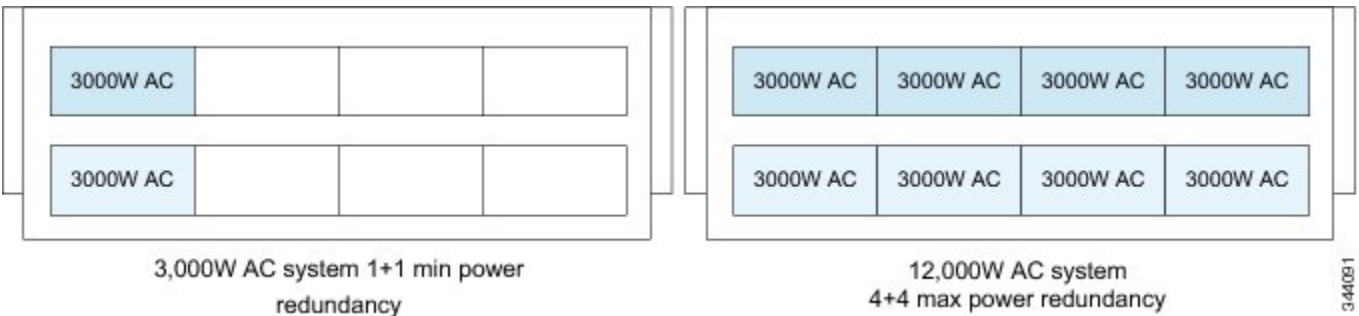 3000W AC
3000W AC
3,000W AC system 1+1 min power
redundancy
3000W AC 3000W AC 3000W AC 3000W AC
3000W AC 3000W AC 3000W AC 3000W AC
12,000W AC system
4+4 max power redundancy
344091